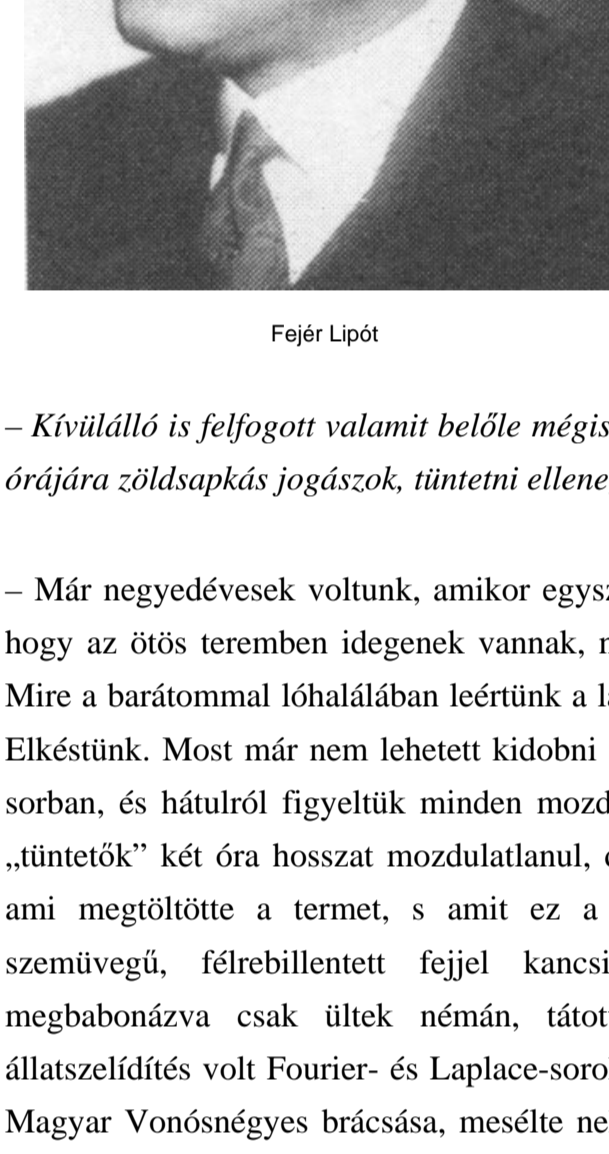 Fejér Lipót
– Kívülálló is felfogott valamit belőle mégis
órájára zöldsapkás jogászok, tüntetni ellene
– Már negyedévesek voltunk, amikor egysz
hogy az ötös teremben idegenek vannak,
Mire a barátommal lóhalálában leértünk a
Elkéstünk. Most már nem lehetett kidobni
sorban, és hátulról figyeltük minden mozd
„tüntetők” két óra hosszat mozdulatlanul,
ami megtöltötte a termet, s amit ez a
szemüvegű, félrebillentett fejjel kancsi
megbabonázva csak ültek némán, tátot
állatszelídítés volt Fourier- és Laplace-soro
Magyar Vonósnégyes brácsása, mesélte ne